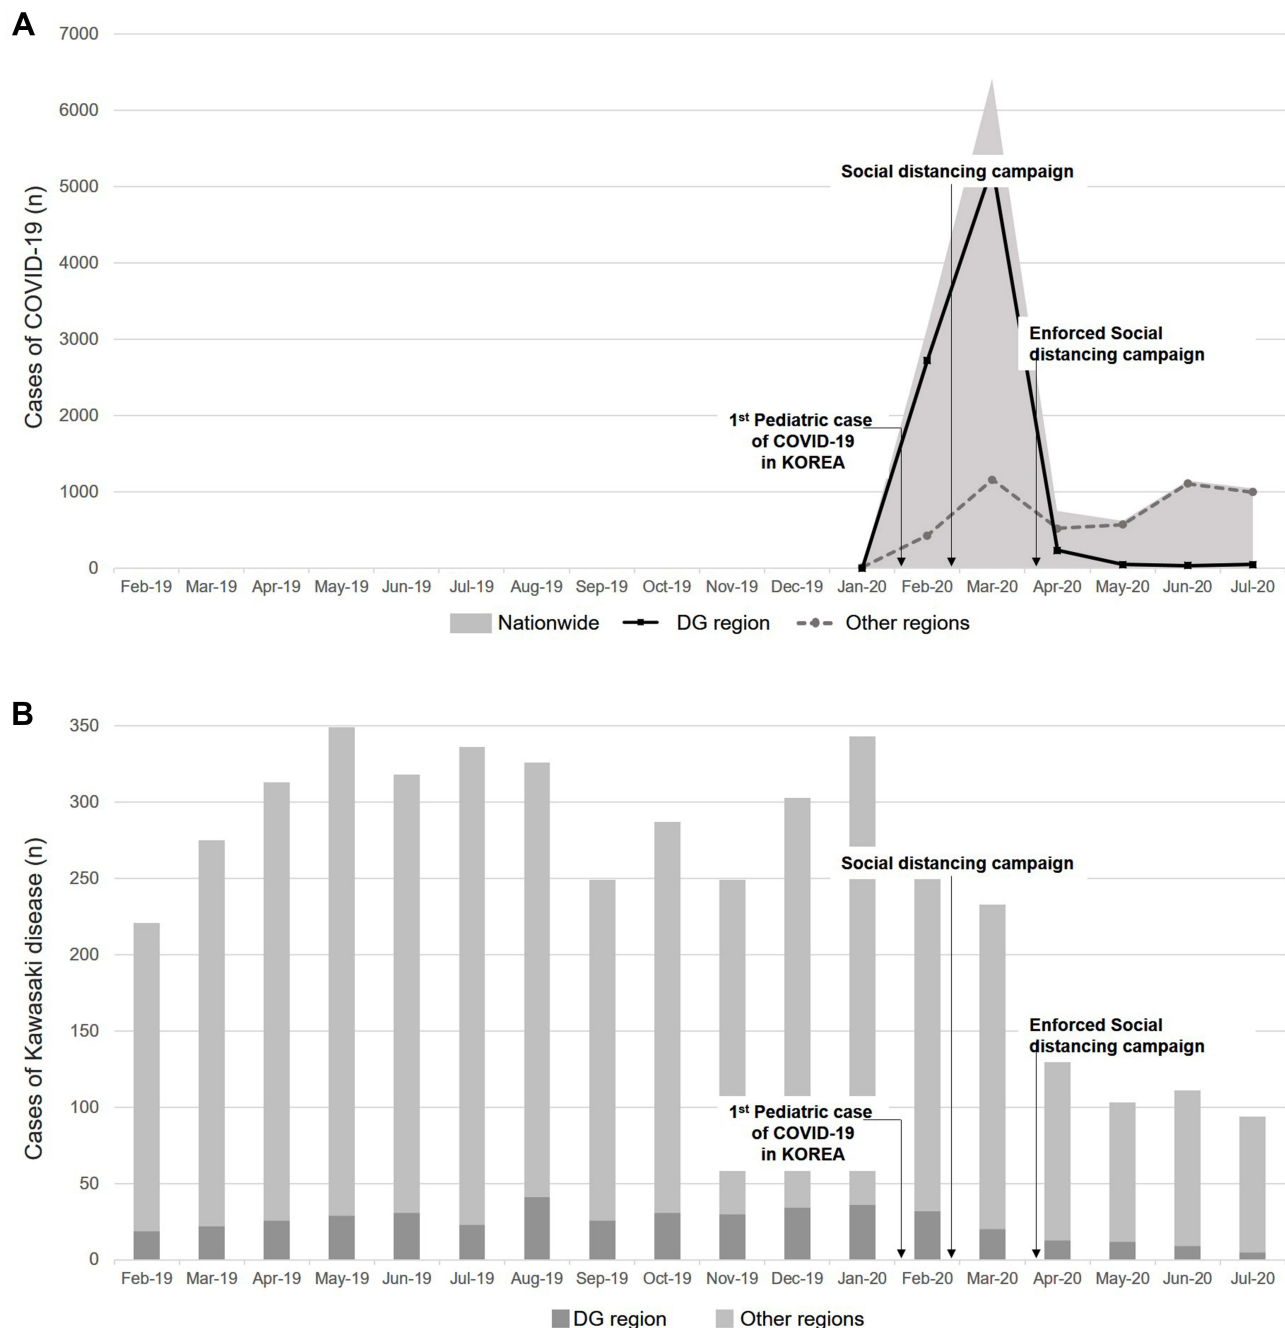 A
7000
6000
5000
4000
3000
2000
1000
0
Cases of COVID-19 (n)
Social distancing campaign
Enforced Social
distancing campaign
1st Pediatric case
of COVID-19
in KOREA
Feb-19 Mar-19 Apr-19 May-19 Jun-19 Jul-19 Aug-19 Sep-19 Oct-19 Nov-19 Dec-19 Jan-20 Feb-20 Mar-20 Apr-20 May-20 Jun-20 Jul-20
Nationwide DG region Other regions
B
350
300
250
200
150
100
50
0
Cases of Kawasaki disease (n)
Social distancing campaign
Enforced Social
distancing campaign
1st Pediatric case
of COVID-19
in KOREA
Feb-19 Mar-19 Apr-19 May-19 Jun-19 Jul-19 Aug-19 Sep-19 Oct-19 Nov-19 Dec-19 Jan-20 Feb-20 Mar-20 Apr-20 May-20 Jun-20 Jul-20
DG region Other regions